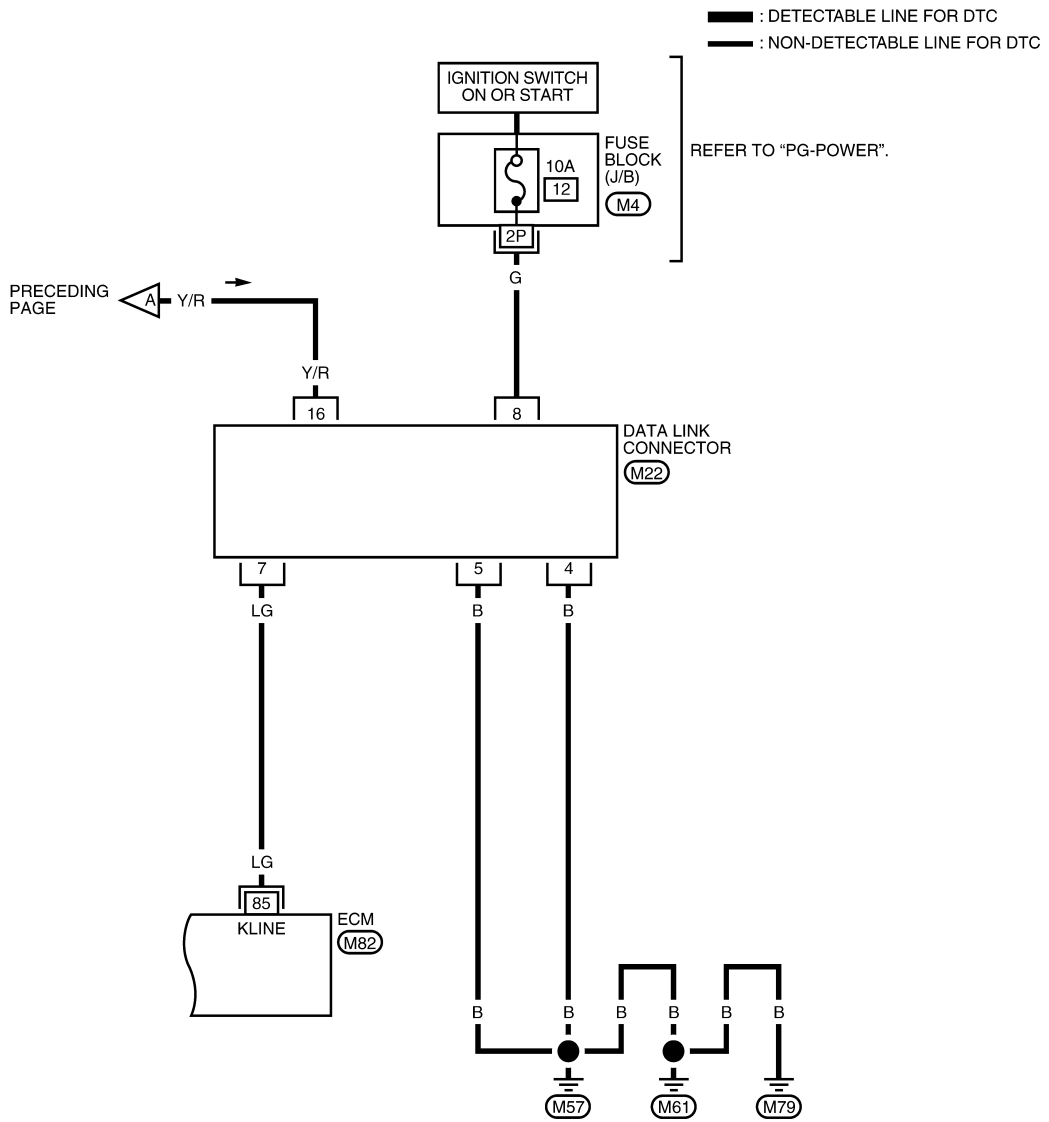 : DETECTABLE LINE FOR DTC
: NON-DETECTABLE LINE FOR DTC
IGNITION SWITCH
ON OR START
FUSE
BLOCK
(J/B)
M4
10A
12
2P
REFER TO “PG-POWER”.
G
PRECEDING
PAGE
A
Y/R
Y/R
16
8
DATA LINK
CONNECTOR
M22
7
5
4
LG
B
B
LG
85
KLINE
ECM
M82
B
B
B
B
B
B
M57
M61
M79